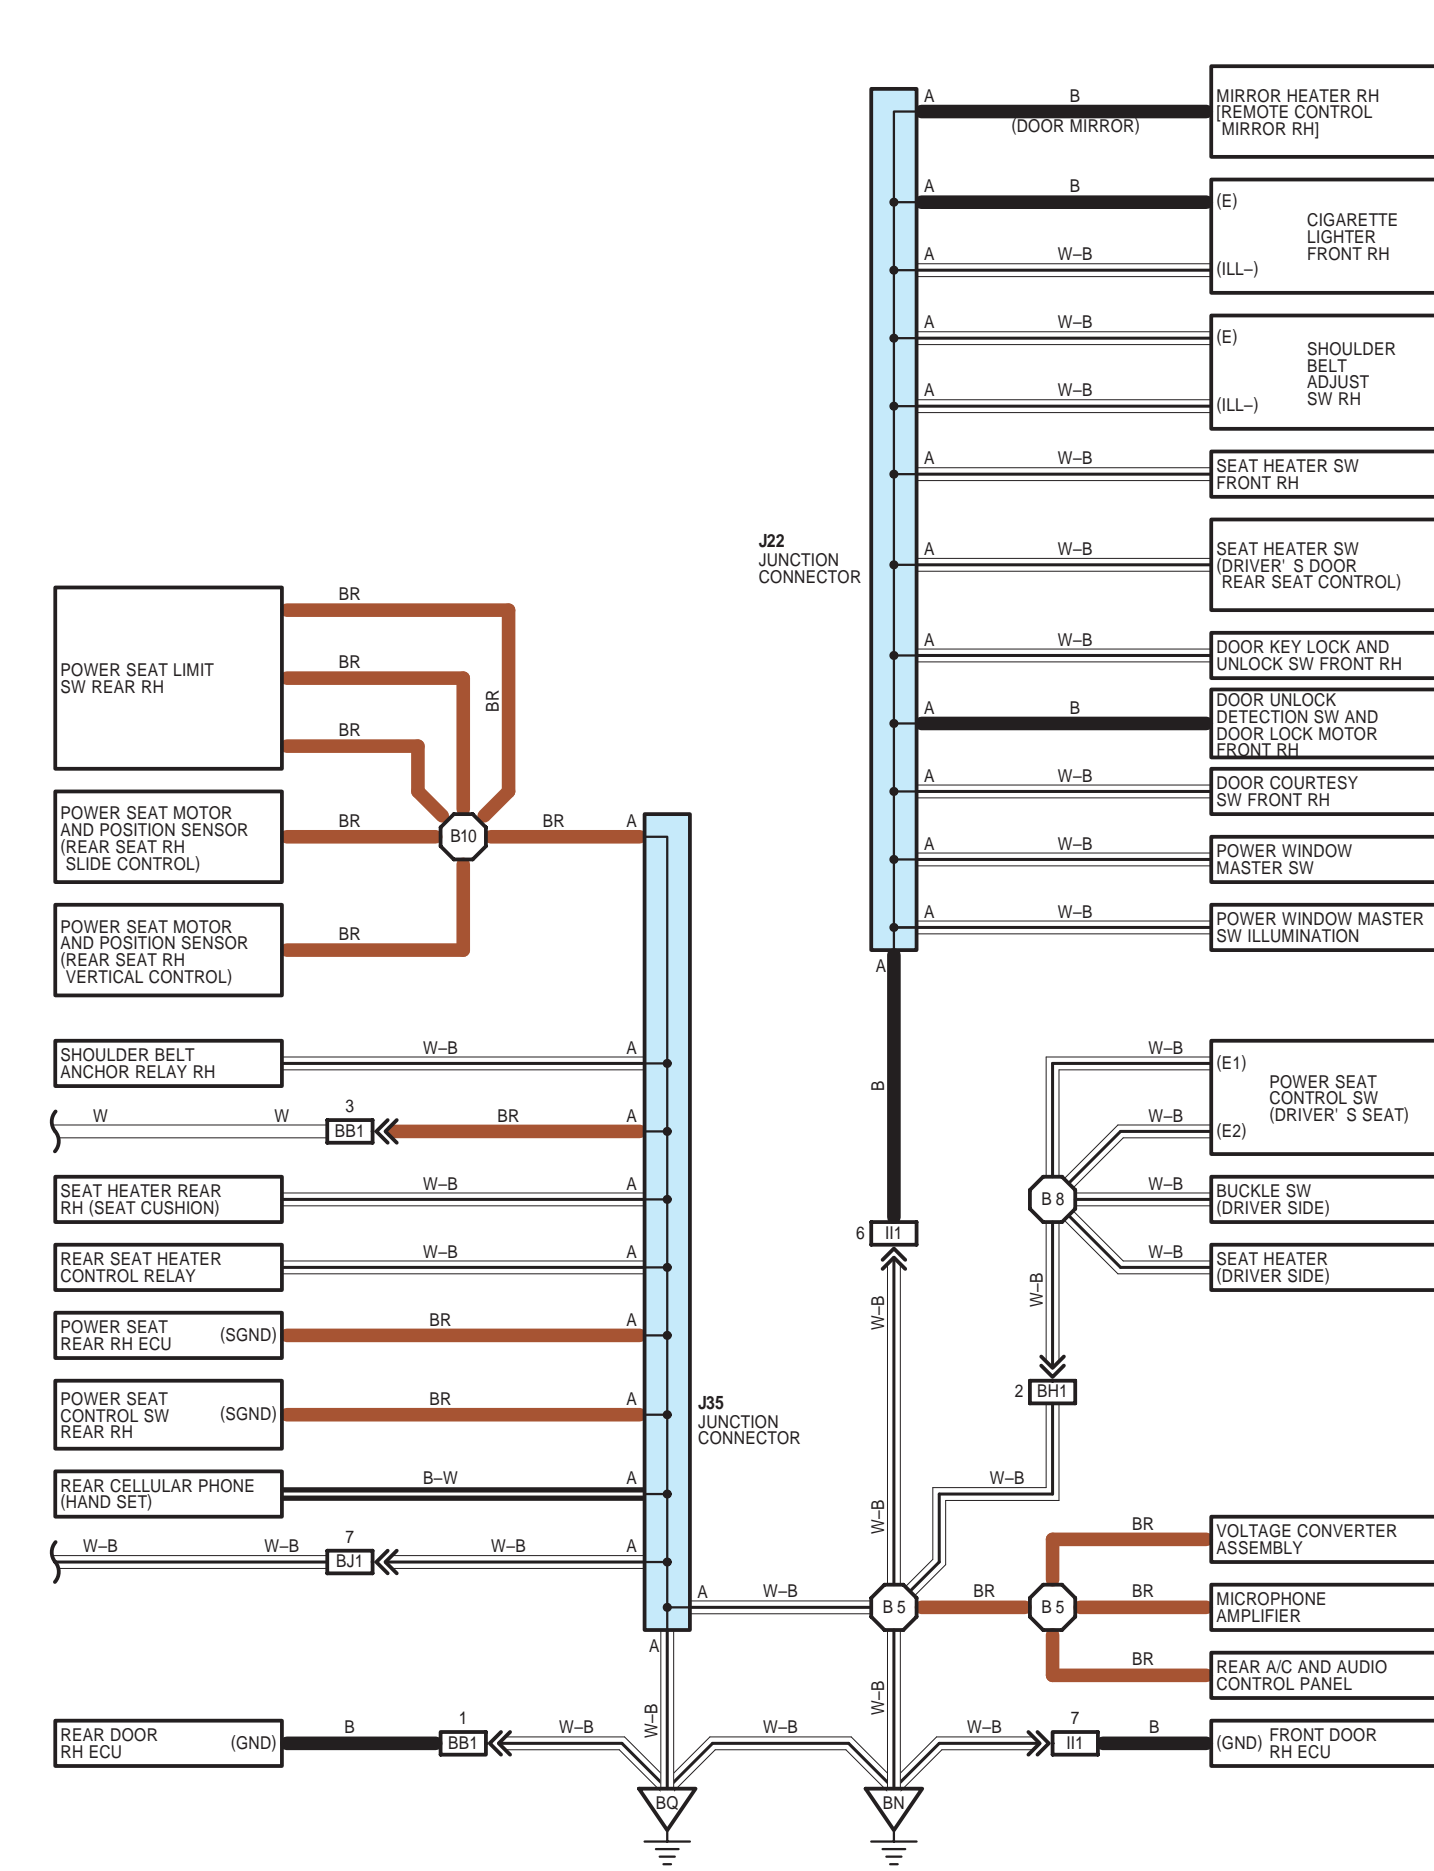 A B
(DOOR MIRROR)
MIRROR HEATER RH
[REMOTE CONTROL
MIRROR RH]
A B
(E)
CIGARETTE
LIGHTER
FRONT RH
A W–B
(ILL–)
A W–B
(E)
SHOULDER
BELT
ADJUST
SW RH
A W–B
(ILL–)
A W–B
SEAT HEATER SW
FRONT RH
J22
JUNCTION
CONNECTOR
A W–B
SEAT HEATER SW
(DRIVER' S DOOR
REAR SEAT CONTROL)
A W–B
DOOR KEY LOCK AND
UNLOCK SW FRONT RH
A B
DOOR UNLOCK
DETECTION SW AND
DOOR LOCK MOTOR
FRONT RH
A W–B
DOOR COURTESY
SW FRONT RH
A W–B
POWER WINDOW
MASTER SW
A W–B
POWER WINDOW MASTER
SW ILLUMINATION
A
B
6 II1
W–B
W–B
POWER SEAT LIMIT
SW REAR RH
BR
BR
BR
BR
POWER SEAT MOTOR
AND POSITION SENSOR
(REAR SEAT RH
SLIDE CONTROL)
BR
B10
BR A
POWER SEAT MOTOR
AND POSITION SENSOR
(REAR SEAT RH
VERTICAL CONTROL)
BR
SHOULDER BELT
ANCHOR RELAY RH
W–B A
W W
3
BB1
BR A
SEAT HEATER REAR
RH (SEAT CUSHION)
W–B A
REAR SEAT HEATER
CONTROL RELAY
W–B A
POWER SEAT
REAR RH ECU
(SGND)
BR A
POWER SEAT
CONTROL SW
REAR RH
(SGND)
BR A
J35
JUNCTION
CONNECTOR
REAR CELLULAR PHONE
(HAND SET)
B–W A
W–B W–B
7
BJ1
W–B A
A W–B
B 5
A
W–B
W–B
(E1)
POWER SEAT
CONTROL SW
(DRIVER' S SEAT)
W–B
(E2)
B 8
W–B
BUCKLE SW
(DRIVER SIDE)
W–B
SEAT HEATER
(DRIVER SIDE)
W–B
2 BH1
W–B
BR
B 5
BR
VOLTAGE CONVERTER
ASSEMBLY
BR
MICROPHONE
AMPLIFIER
BR
REAR A/C AND AUDIO
CONTROL PANEL
W–B
REAR DOOR
RH ECU
(GND)
B
1
BB1
W–B
W–B
W–B
7
II1
B
(GND)
FRONT DOOR
RH ECU
BQ
BN